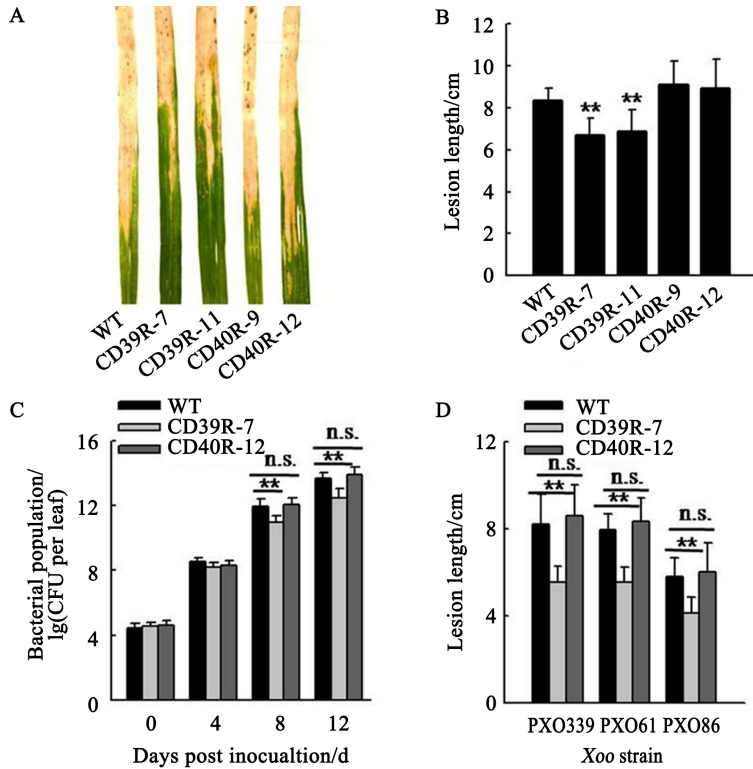 A
WT
CD39R-7
CD39R-11
CD40R-9
CD40R-12
B
Lesion length/cm
12
10
8
6
4
2
0
**
**
WT
CD39R-7
CD39R-11
CD40R-9
CD40R-12
C
WT
CD39R-7
CD40R-12
Bacterial population/
lg(CFU per leaf)
16
12
8
4
0
n.s.
**
n.s.
**
0 4 8 12
Days post inocualtion/d
D
WT
CD39R-7
CD40R-12
Lesion length/cm
12
8
4
0
n.s.
**
n.s.
**
n.s.
**
PXO339 PXO61 PXO86
Xoo strain